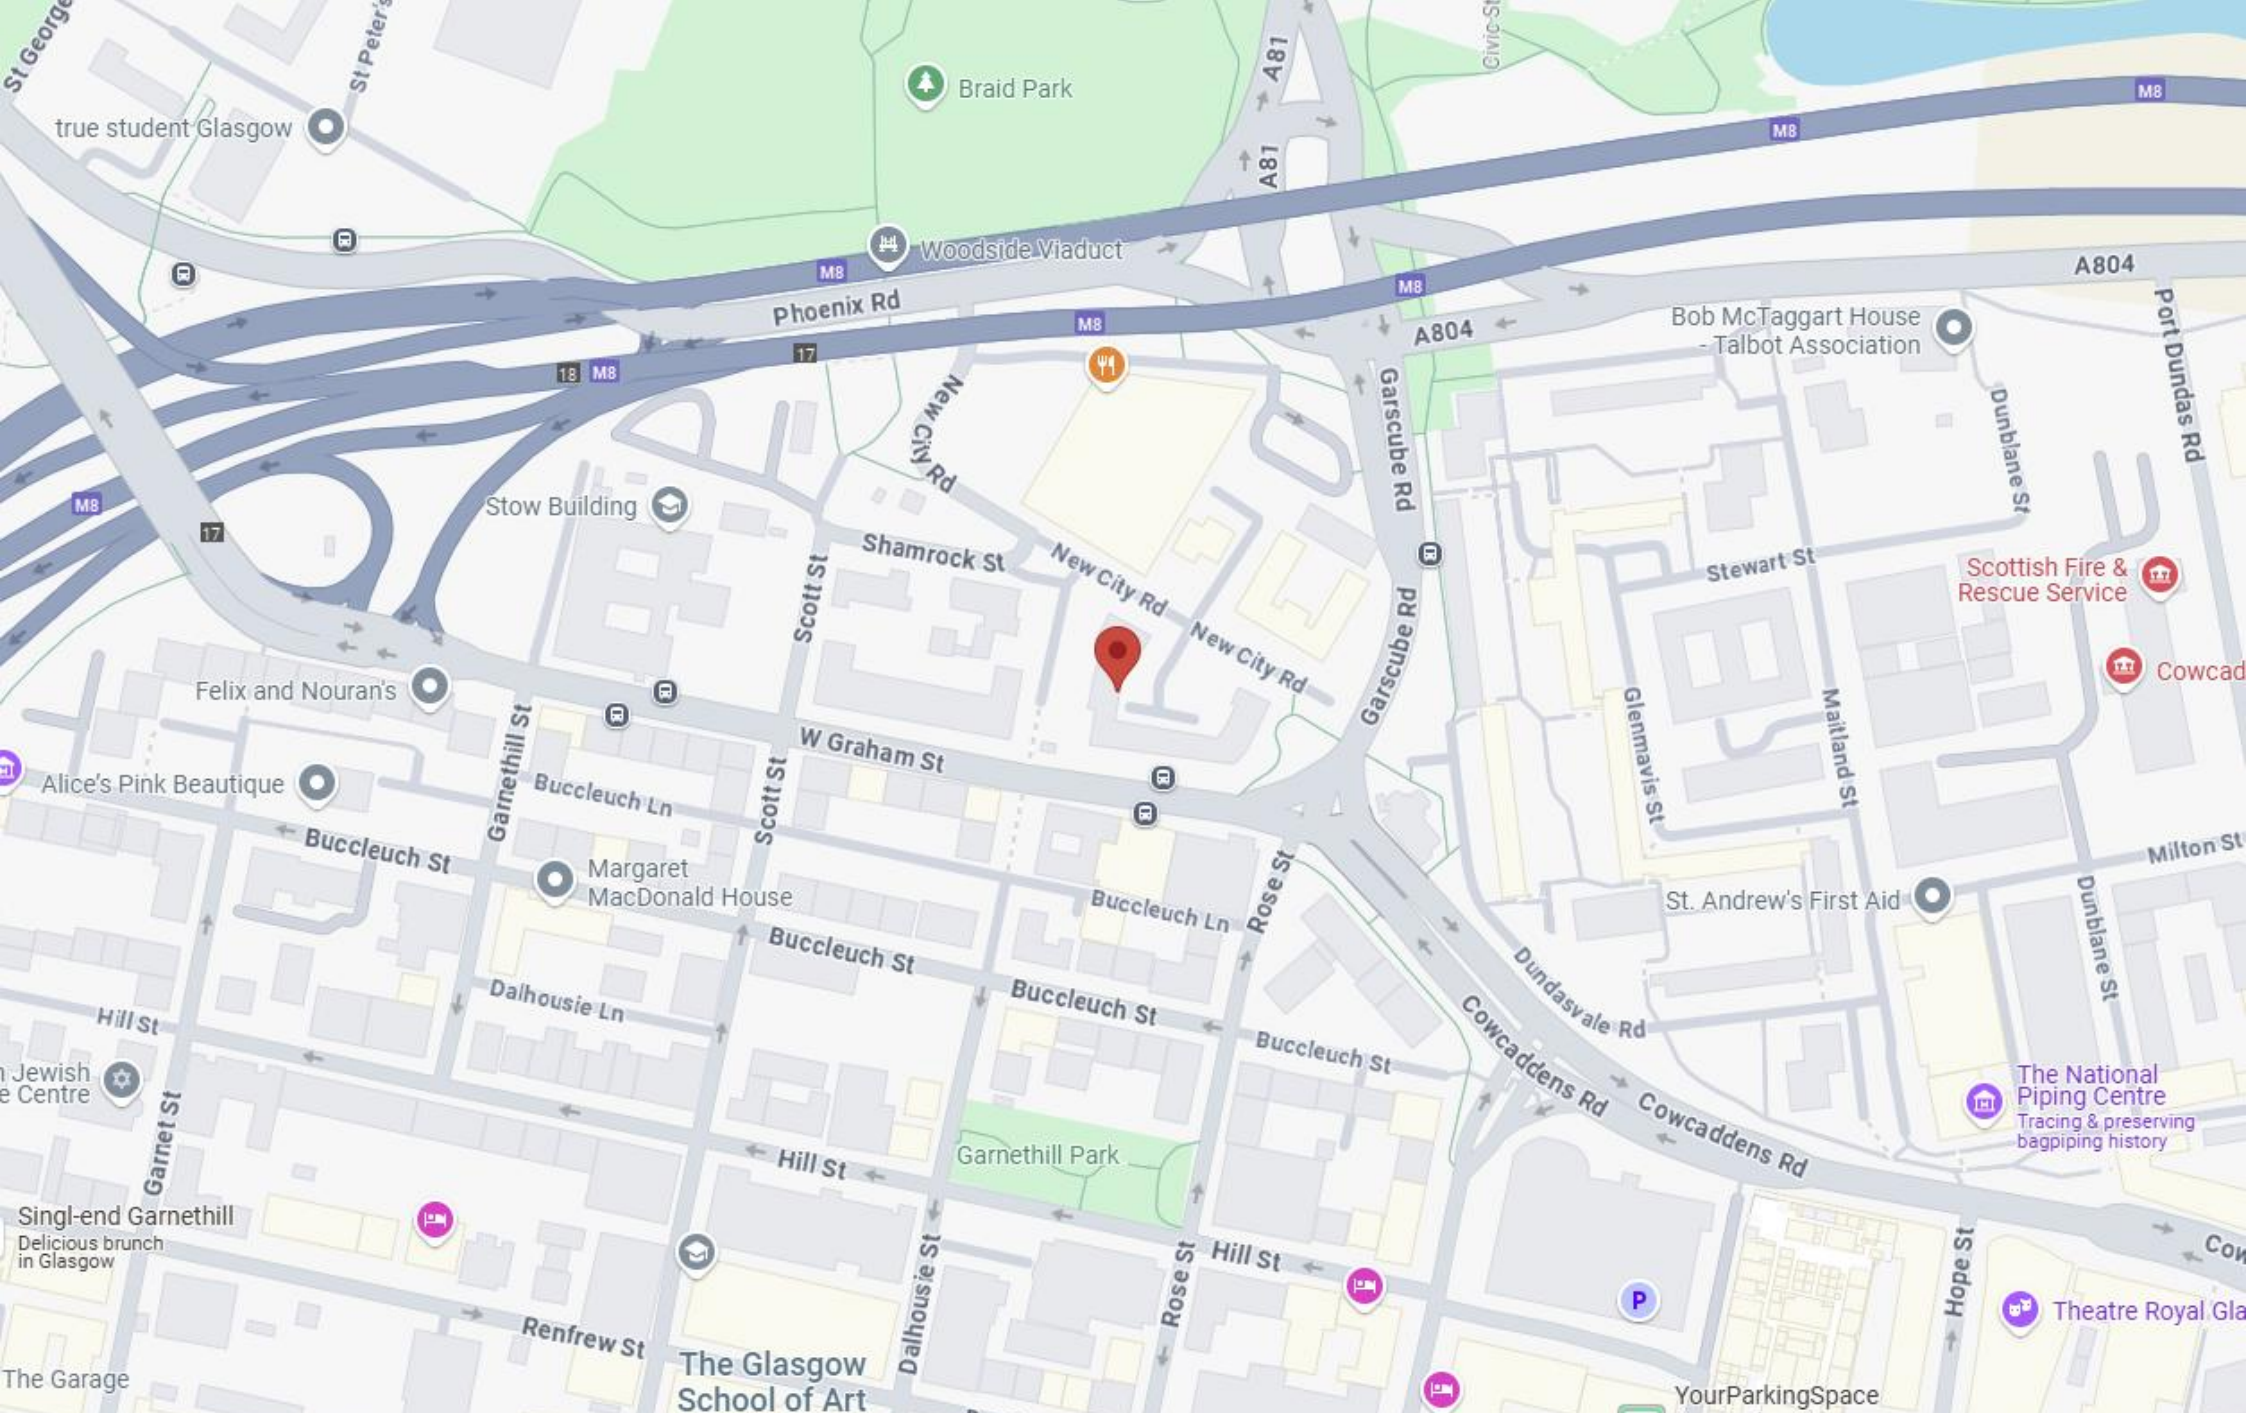 St George
St Peter's
true student Glasgow
Braid Park
A81
A81
Civic St
M8
M8
Woodside Viaduct
M8
Phoenix Rd
M8
M8
17
18
M8
A804
A804
Port Dundas Rd
Bob McTaggart House
- Talbot Association
Dunblane St
New City Rd
Garscube Rd
M8
17
Stow Building
Shamrock St
New City Rd
New City Rd
Scott St
Garscube Rd
Stewart St
Scottish Fire &
Rescue Service
Cowcad
Felix and Nouran's
Garnethill St
W Graham St
Glenmavis St
Maitland St
Alice's Pink Beautique
Buccleuch Ln
Scott St
Buccleuch St
Margaret
MacDonald House
Buccleuch Ln
Rose St
St. Andrew's First Aid
Milton St
Dunblane St
Buccleuch St
Dalhousie Ln
Buccleuch St
Buccleuch St
Dundasvale Rd
Cowcaddens Rd
Cowcaddens Rd
Hill St
Jewish
e Centre
Garnet St
The National
Piping Centre
Tracing & preserving
bagpiping history
Hill St
Garnethill Park
Singl-end Garnethill
Delicious brunch
in Glasgow
Hill St
Rose St
Dalhousie St
Hope St
Cow
P
Theatre Royal Gla
Renfrew St
The Glasgow
School of Art
The Garage
YourParkingSpace